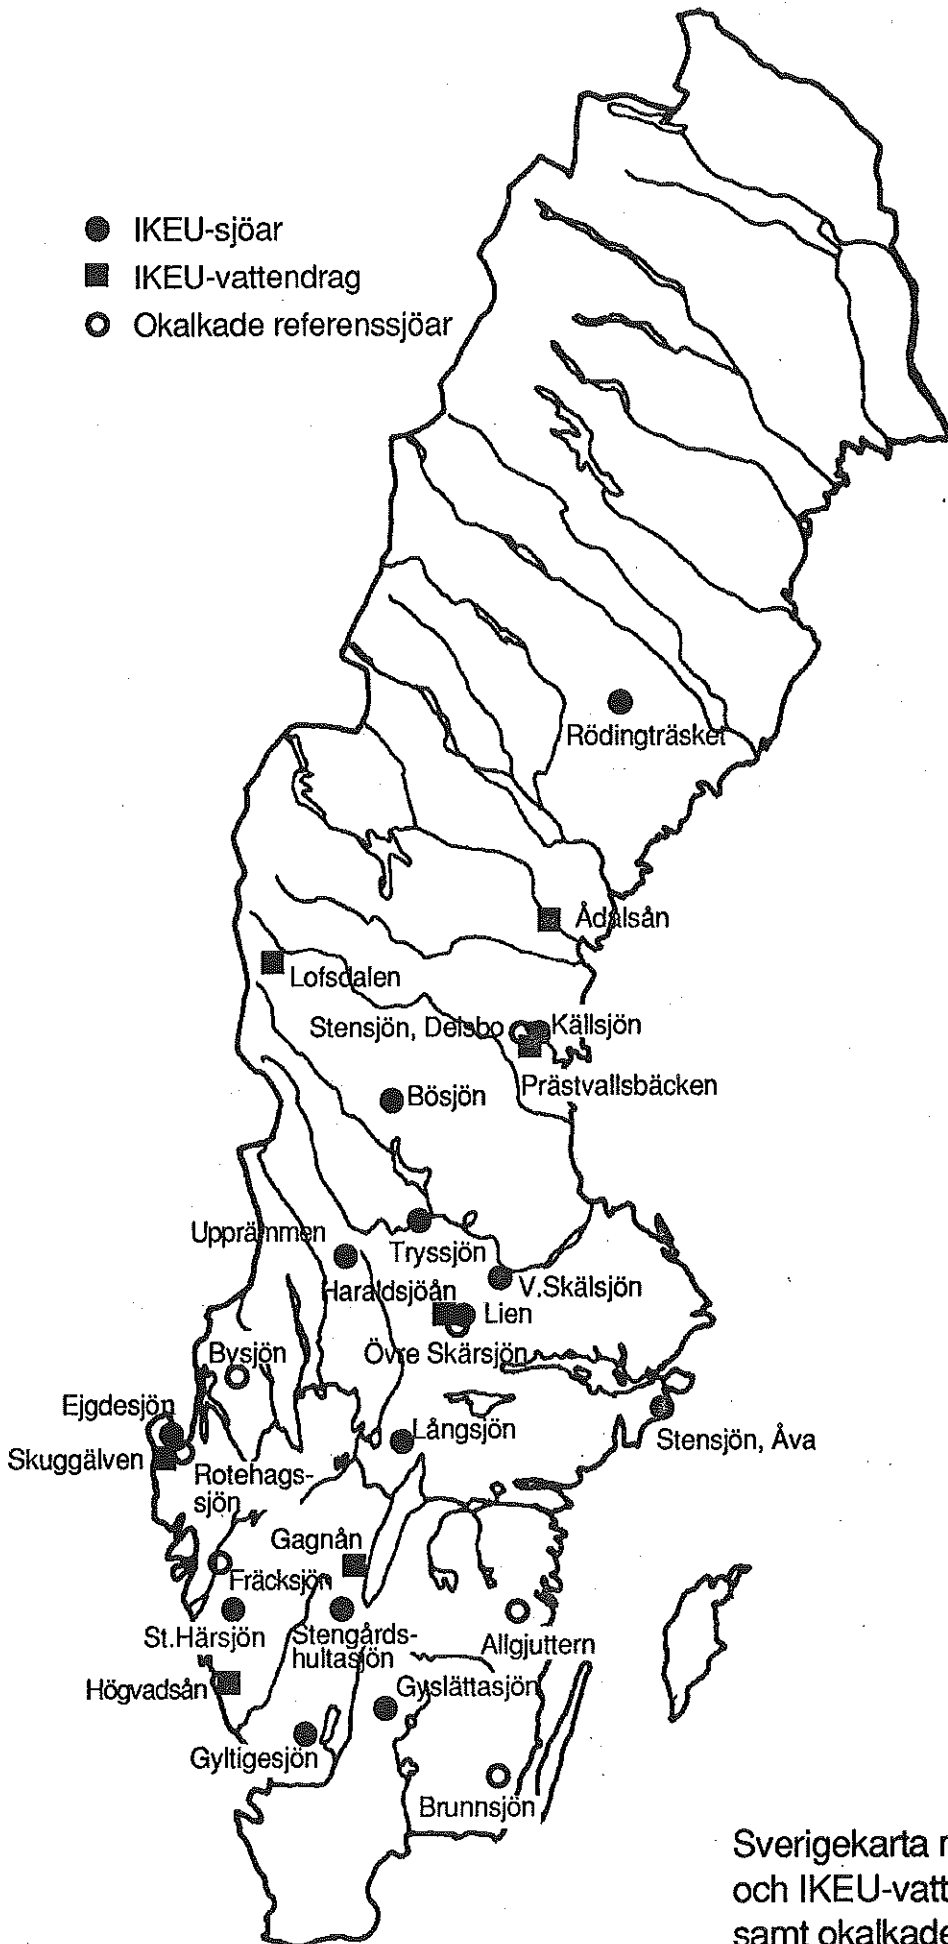 IKEU-sjöar
IKEU-vattendrag
Okalkade referenssjöar
Rödingträsket
Ådalsån
Lofsdalen
Stensjön, Delsbo
Källsjön
Prästvallsbäcken
Bösjön
Upprämmen
Tryssjön
Haraldsjöån
V.Skälsjön
Lien
Övre Skärsjön
Bysjön
Ejgdesjön
Långsjön
Stensjön, Åva
Skuggälven
Rotehags-
sjön
Gagnån
Fräcksjön
St.Härsjön
Stengårds-
hultasjön
Allgjuttern
Högvadsån
Gyslättasjön
Gyltigesjön
Brunnsjön
Sverigekarta
och IKEU-vatt
samt okalkade